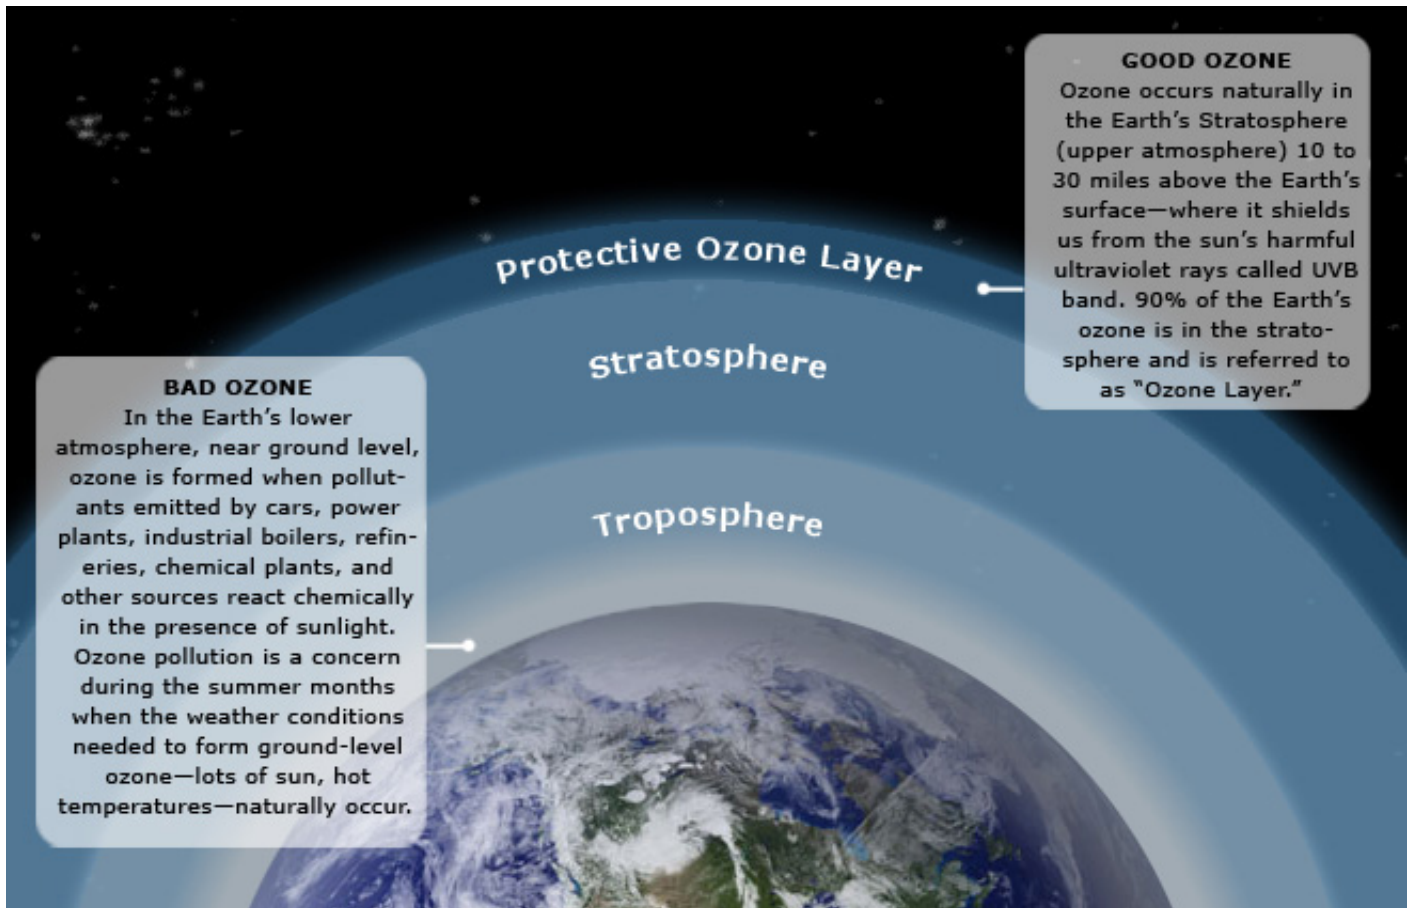 GOOD OZONE
Ozone occurs naturally in
the Earth's Stratosphere
(upper atmosphere) 10 to
30 miles above the Earth's
surface—where it shields
us from the sun's harmful
ultraviolet rays called UVB
band. 90% of the Earth's
ozone is in the strato-
sphere and is referred to
as "Ozone Layer."
Protective Ozone Layer
Stratosphere
Troposphere
BAD OZONE
In the Earth's lower
atmosphere, near ground level,
ozone is formed when pollut-
ants emitted by cars, power
plants, industrial boilers, refin-
eries, chemical plants, and
other sources react chemically
in the presence of sunlight.
Ozone pollution is a concern
during the summer months
when the weather conditions
needed to form ground-level
ozone—lots of sun, hot
temperatures—naturally occur.